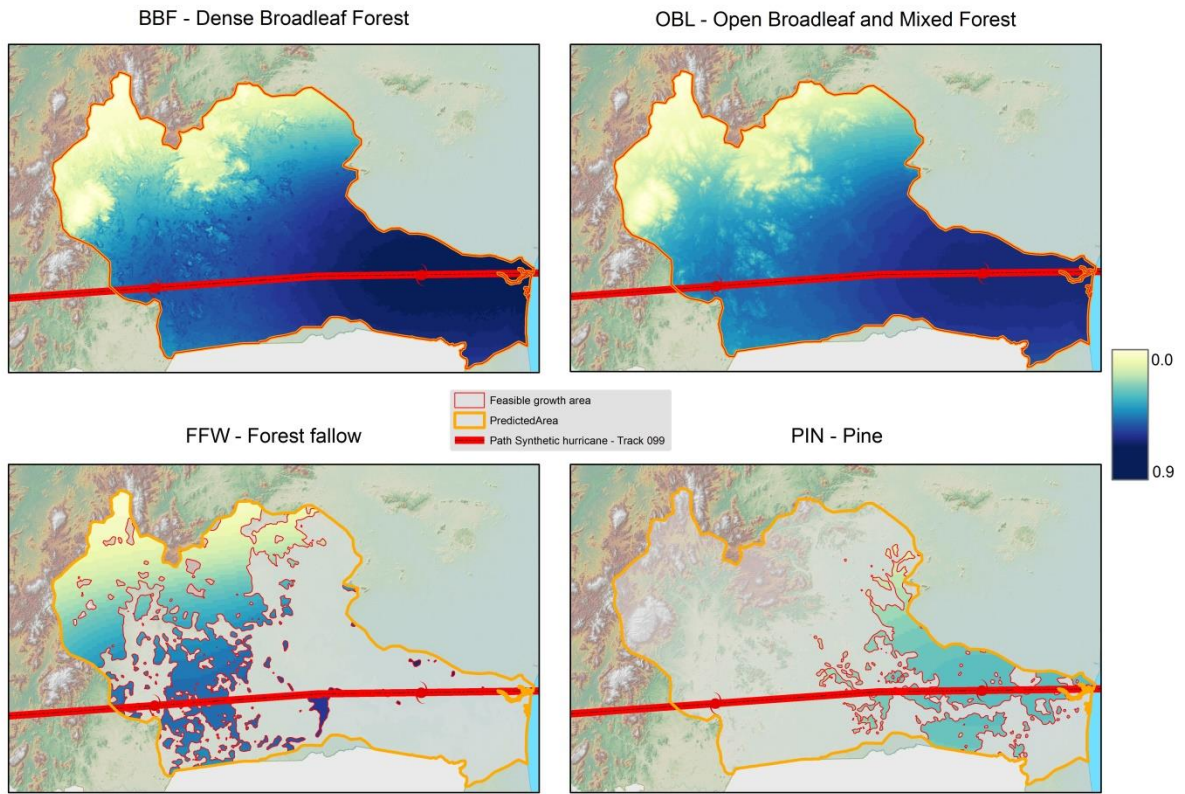 BBF - Dense Broadleaf Forest
OBL - Open Broadleaf and Mixed Forest
0.0
0.9
Feasible growth area
PredictedArea
Path Synthetic hurricane - Track 099
FFW - Forest fallow
PIN - Pine